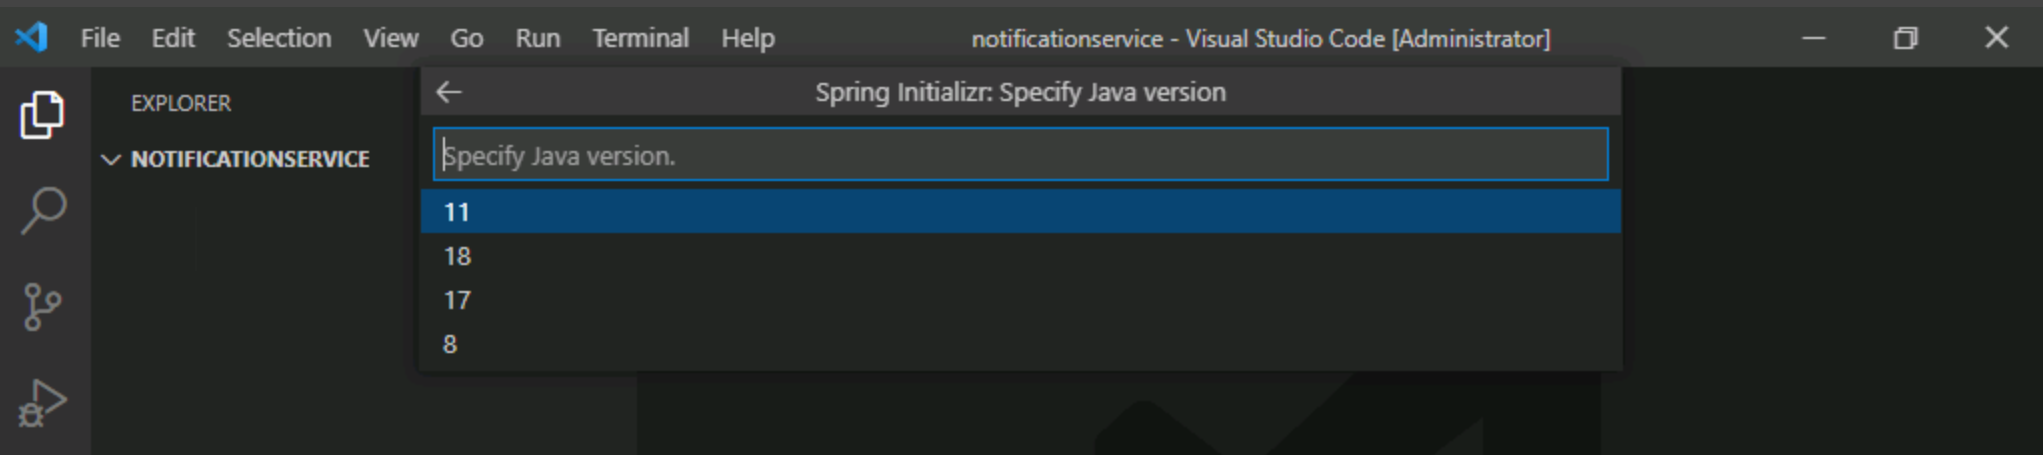 File Edit Selection View Go Run Terminal Help notificationservice - Visual Studio Code [Administrator]
EXPLORER
NOTIFICATIONSERVICE
Spring Initializr: Specify Java version
Specify Java version.
11
18
17
8